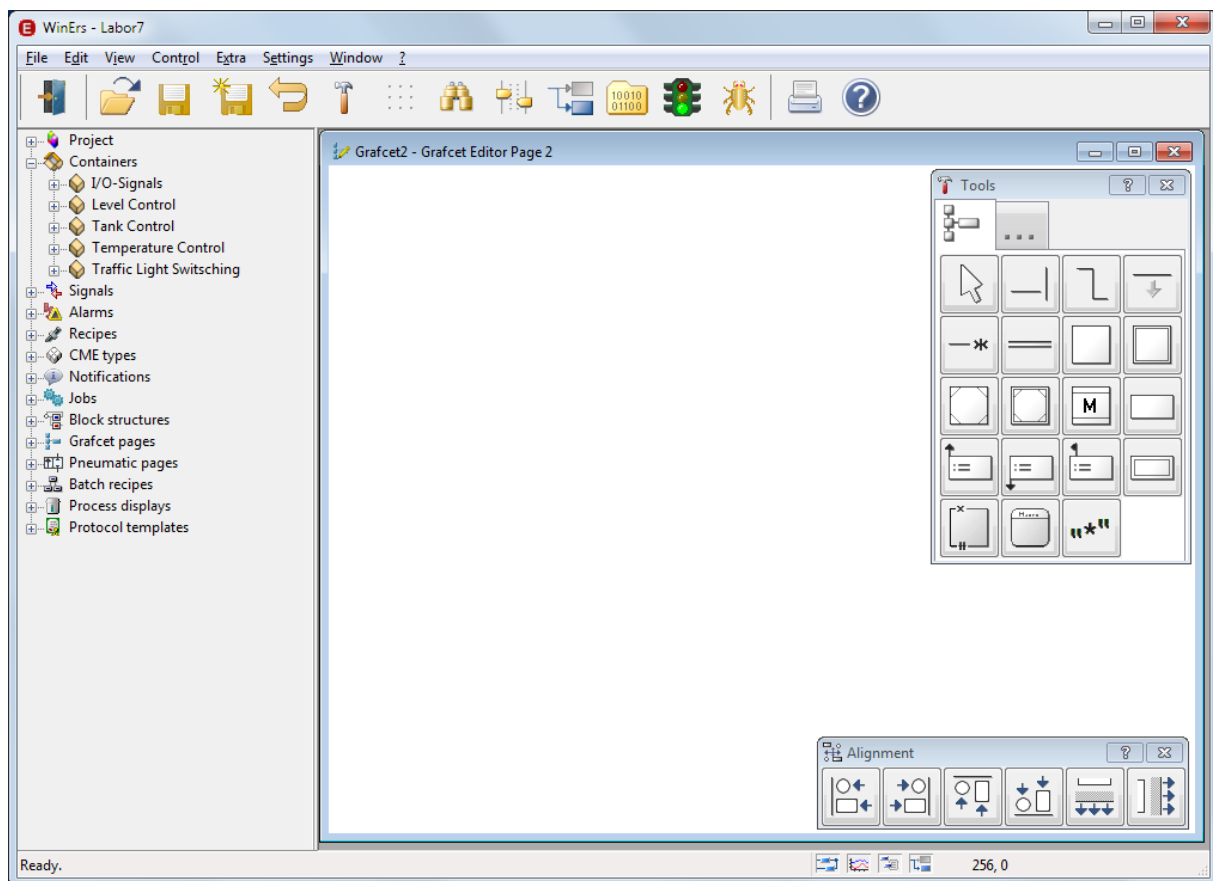 WinErs - Labor7
File Edit View Control Extra Settings Window ?
10010
01100
Project
Containers
I/O-Signals
Level Control
Tank Control
Temperature Control
Traffic Light Switsching
Signals
Alarms
Recipes
CME types
Notifications
Jobs
Block structures
Grafcet pages
Pneumatic pages
Batch recipes
Process displays
Protocol templates
Grafcet2 - Grafcet Editor Page 2
Tools
M
:=
:=
:=
Macro
"*"
Alignment
Ready.
256, 0